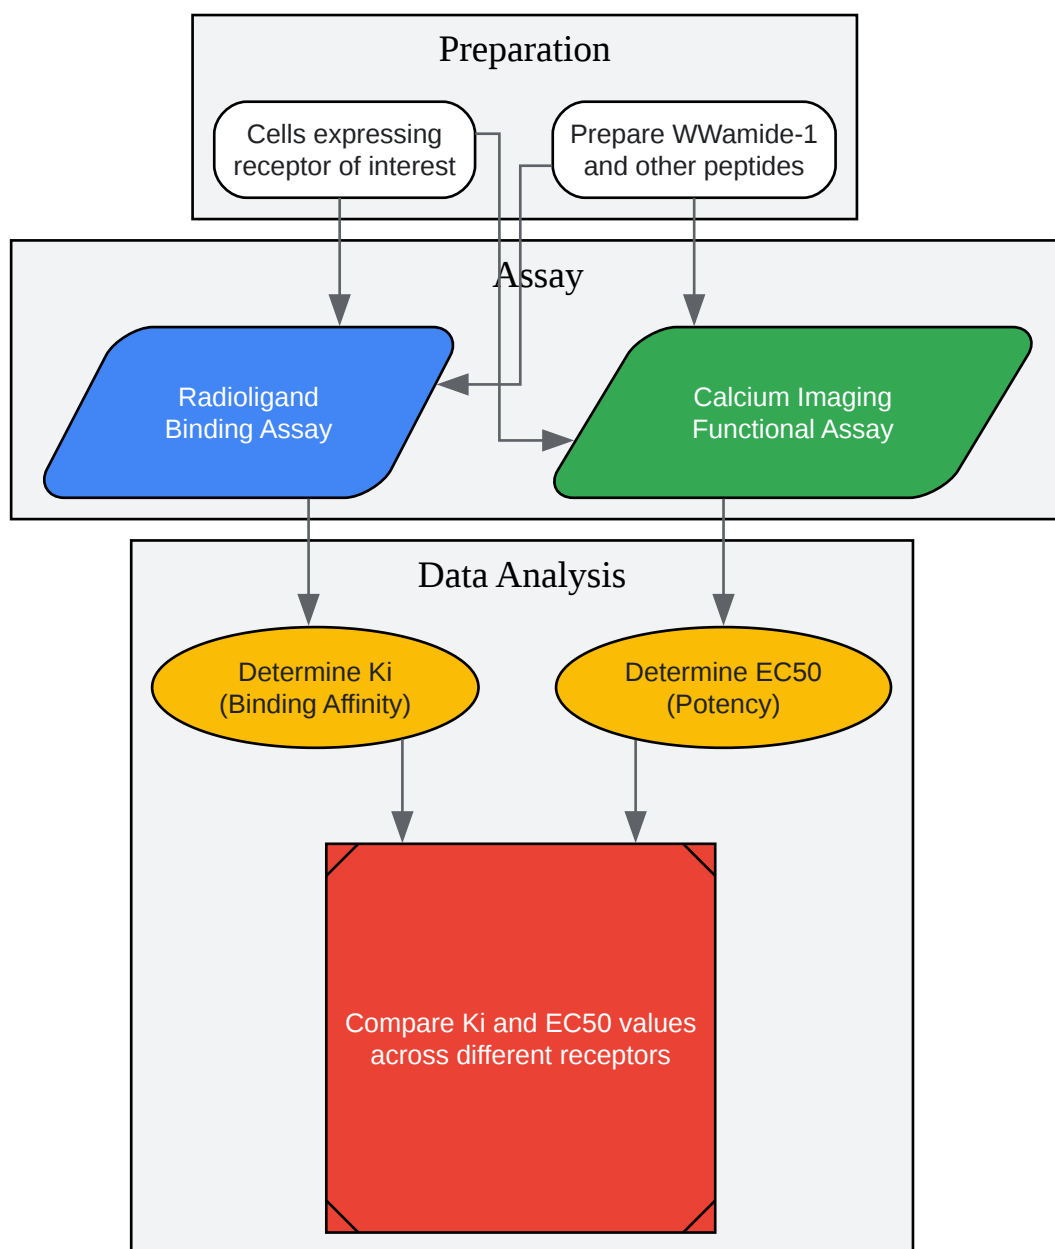 Preparation
Cells expressing
receptor of interest
Prepare WWamide-1
and other peptides
Assay
Radioligand
Binding Assay
Calcium Imaging
Functional Assay
Data Analysis
Determine Ki
(Binding Affinity)
Determine EC50
(Potency)
Compare Ki and EC50 values
across different receptors